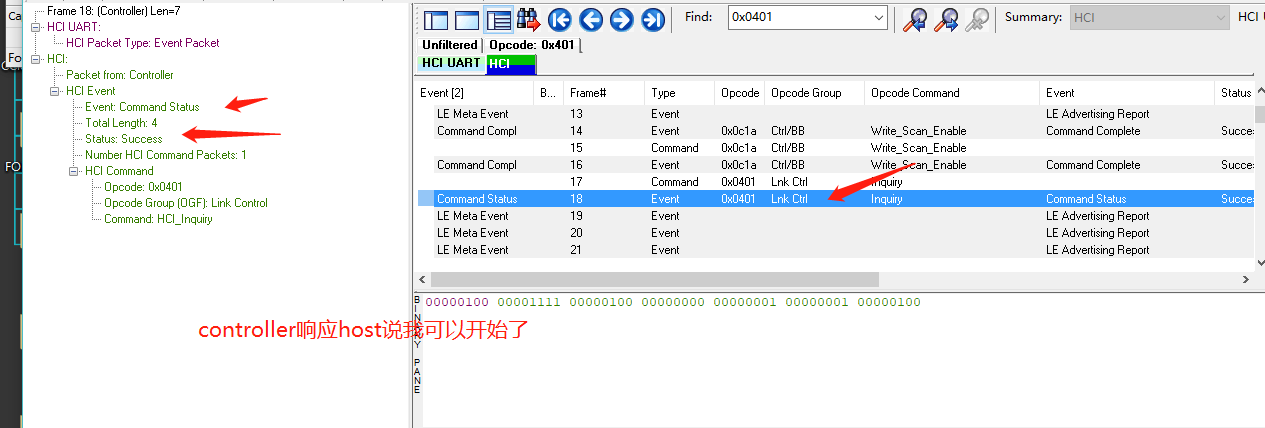 Frame 18: (Controller) Len=7
HCI UART:
HCI Packet Type: Event Packet
HCI:
Packet from: Controller
HCI Event
Event: Command Status
Total Length: 4
Status: Success
Number HCI Command Packets: 1
HCI Command
Opcode: 0x0401
Opcode Group (OGF): Link Control
Command: HCI_Inquiry
Find: 0x0401 Summary: HCI HCI U
Unfiltered Opcode: 0x401
HCI UART HCI
Event [2] B... Frame# Type Opcode Opcode Group Opcode Command Event Status
LE Meta Event 13 Event LE Advertising Report
Command Compl 14 Event 0x0c1a Ctrl/BB Write_Scan_Enable Command Complete Succe
15 Command 0x0c1a Ctrl/BB Write_Scan_Enable
Command Compl 16 Event 0x0c1a Ctrl/BB Write_Scan_Enable Command Complete Succe
17 Command 0x0401 Lnk Ctrl Inquiry
Command Status 18 Event 0x0401 Lnk Ctrl Inquiry Command Status Succe
LE Meta Event 19 Event LE Advertising Report
LE Meta Event 20 Event LE Advertising Report
LE Meta Event 21 Event LE Advertising Report
BINARY PANE
00000100 00001111 00000100 00000000 00000001 00000001 00000100
controller响应host说我可以开始了